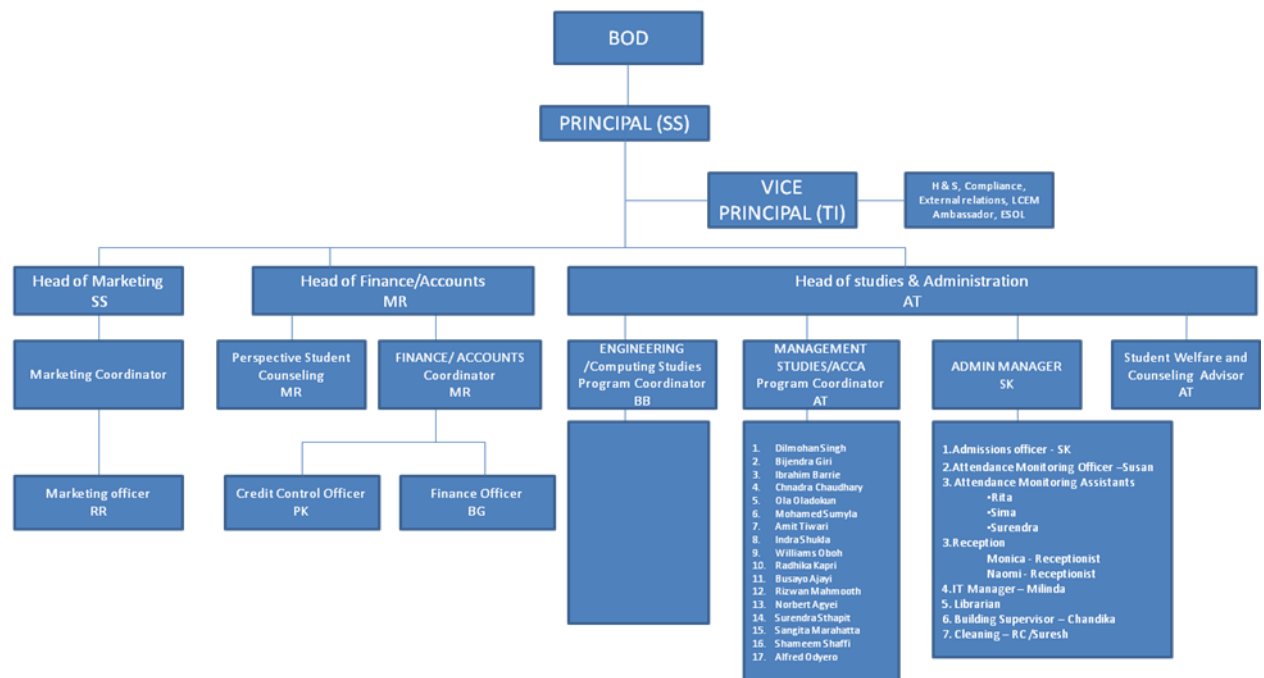 BOD
PRINCIPAL (SS)
VICE
PRINCIPAL (TI)
H & S, Compliance,
External relations, LCEM
Ambassador, ESOL
Head of Marketing
SS
Head of Finance/Accounts
MR
Head of studies & Administration
AT
Marketing Coordinator
Perspective Student
Counseling
MR
FINANCE/ ACCOUNTS
Coordinator
MR
ENGINEERING
/Computing Studies
Program Coordinator
BB
MANAGEMENT
STUDIES/ACCA
Program Coordinator
AT
ADMIN MANAGER
SK
Student Welfare and
Counseling Advisor
AT
Marketing officer
RR
Credit Control Officer
PK
Finance Officer
BG
1. Dilmohan Singh
2. Bijendra Giri
3. Ibrahim Barrie
4. Chnadra Chaudhary
5. Ola Oladokun
6. Mohamed Sumyla
7. Amit Tiwari
8. Indra Shukla
9. Williams Oboh
10. Radhika Kapri
11. Busayo Ajayi
12. Rizwan Mahmooth
13. Norbert Agyei
14. Surendra Sthapit
15. Sangita Marahatta
16. Shameem Shaffi
17. Alfred Odyero
1.Admissions officer - SK
2.Attendance Monitoring Officer –Susan
3. Attendance Monitoring Assistants
•Rita
•Sima
•Surendra
3.Reception
Monica - Receptionist
Naomi - Receptionist
4.IT Manager – Milinda
5. Librarian
6. Building Supervisor – Chandika
7. Cleaning – RC /Suresh